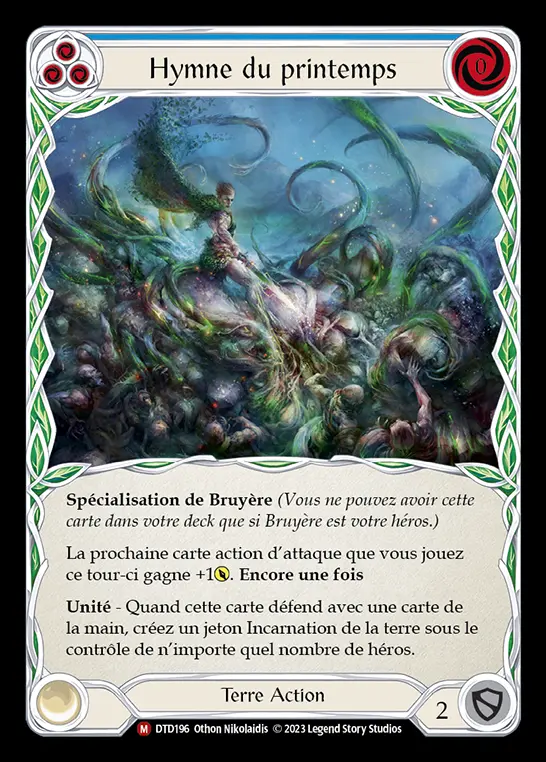 Hymne du printemps
0
Spécialisation de Bruyère (Vous ne pouvez avoir cette
carte dans votre deck que si Bruyère est votre héros.)
La prochaine carte action d'attaque que vous jouez
ce tour-ci gagne +1. Encore une fois
Unité - Quand cette carte défend avec une carte de
la main, créez un jeton Incarnation de la terre sous le
contrôle de n'importe quel nombre de héros.
Terre Action
2
M DTD196 Othon Nikolaidis © 2023 Legend Story Studios